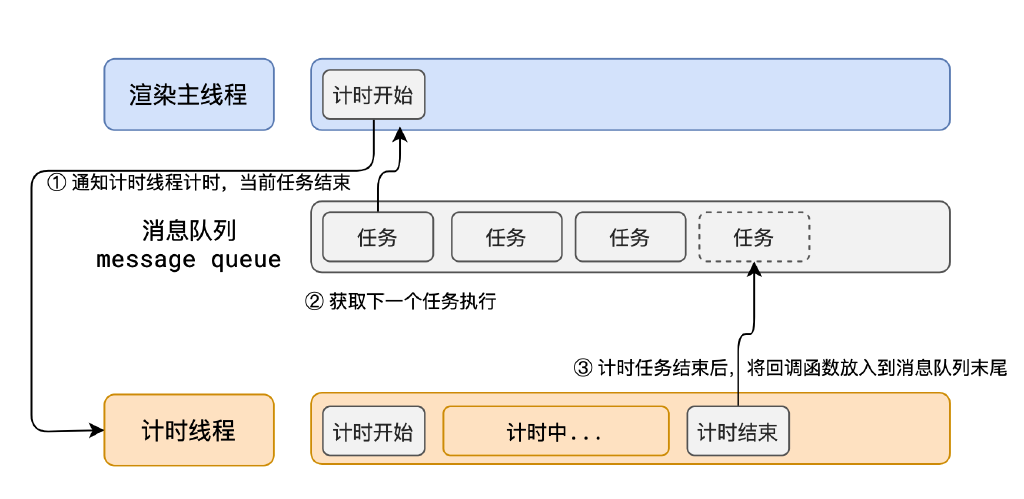 渲染主线程
计时开始
① 通知计时线程计时，当前任务结束
消息队列
message queue
任务
任务
任务
任务
② 获取下一个任务执行
③ 计时任务结束后，将回调函数放入到消息队列末尾
计时线程
计时开始
计时中...
计时结束